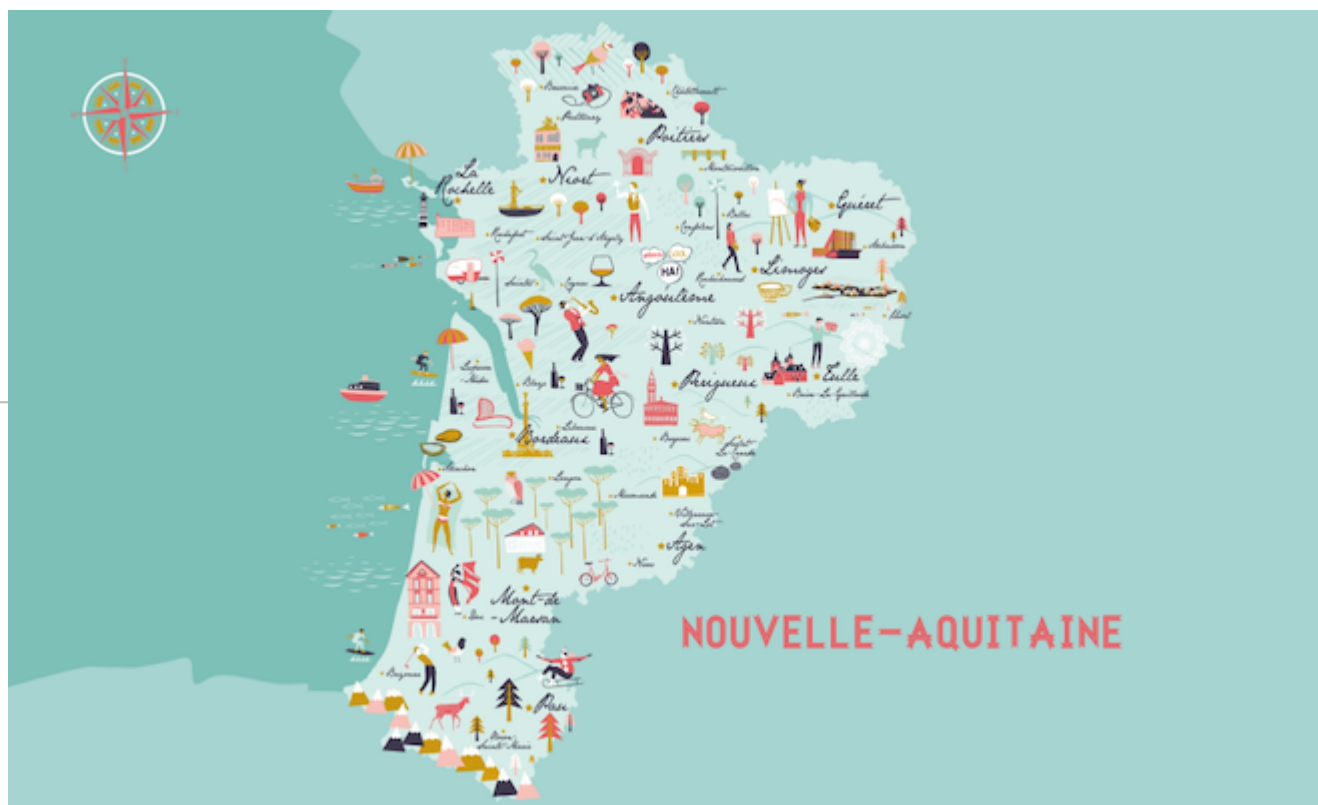 Bressuire
Châtellerault
Parthenay
Poitiers
Montmorillon
La
Rochelle
Niort
Guéret
Rochefort
Saint-Jean-d'Angély
Confolens
Bellac
Aubusson
Limoges
Rochechouart
HA!
Saintes
Cognac
Angoulême
Nontron
Ussel
Blaye
Périgueux
Tulle
Brive-La-Gaillarde
Libourne
Bordeaux
Bergerac
Sarlat
La-Canéda
Arcachon
Langon
Marmande
Villeneuve-
Sur-Lot
Agen
Nérac
Mont-de
-Marsan
Dax
Bayonne
Pau
Oloron
Sainte-Marie
NOUVELLE-AQUITAINE